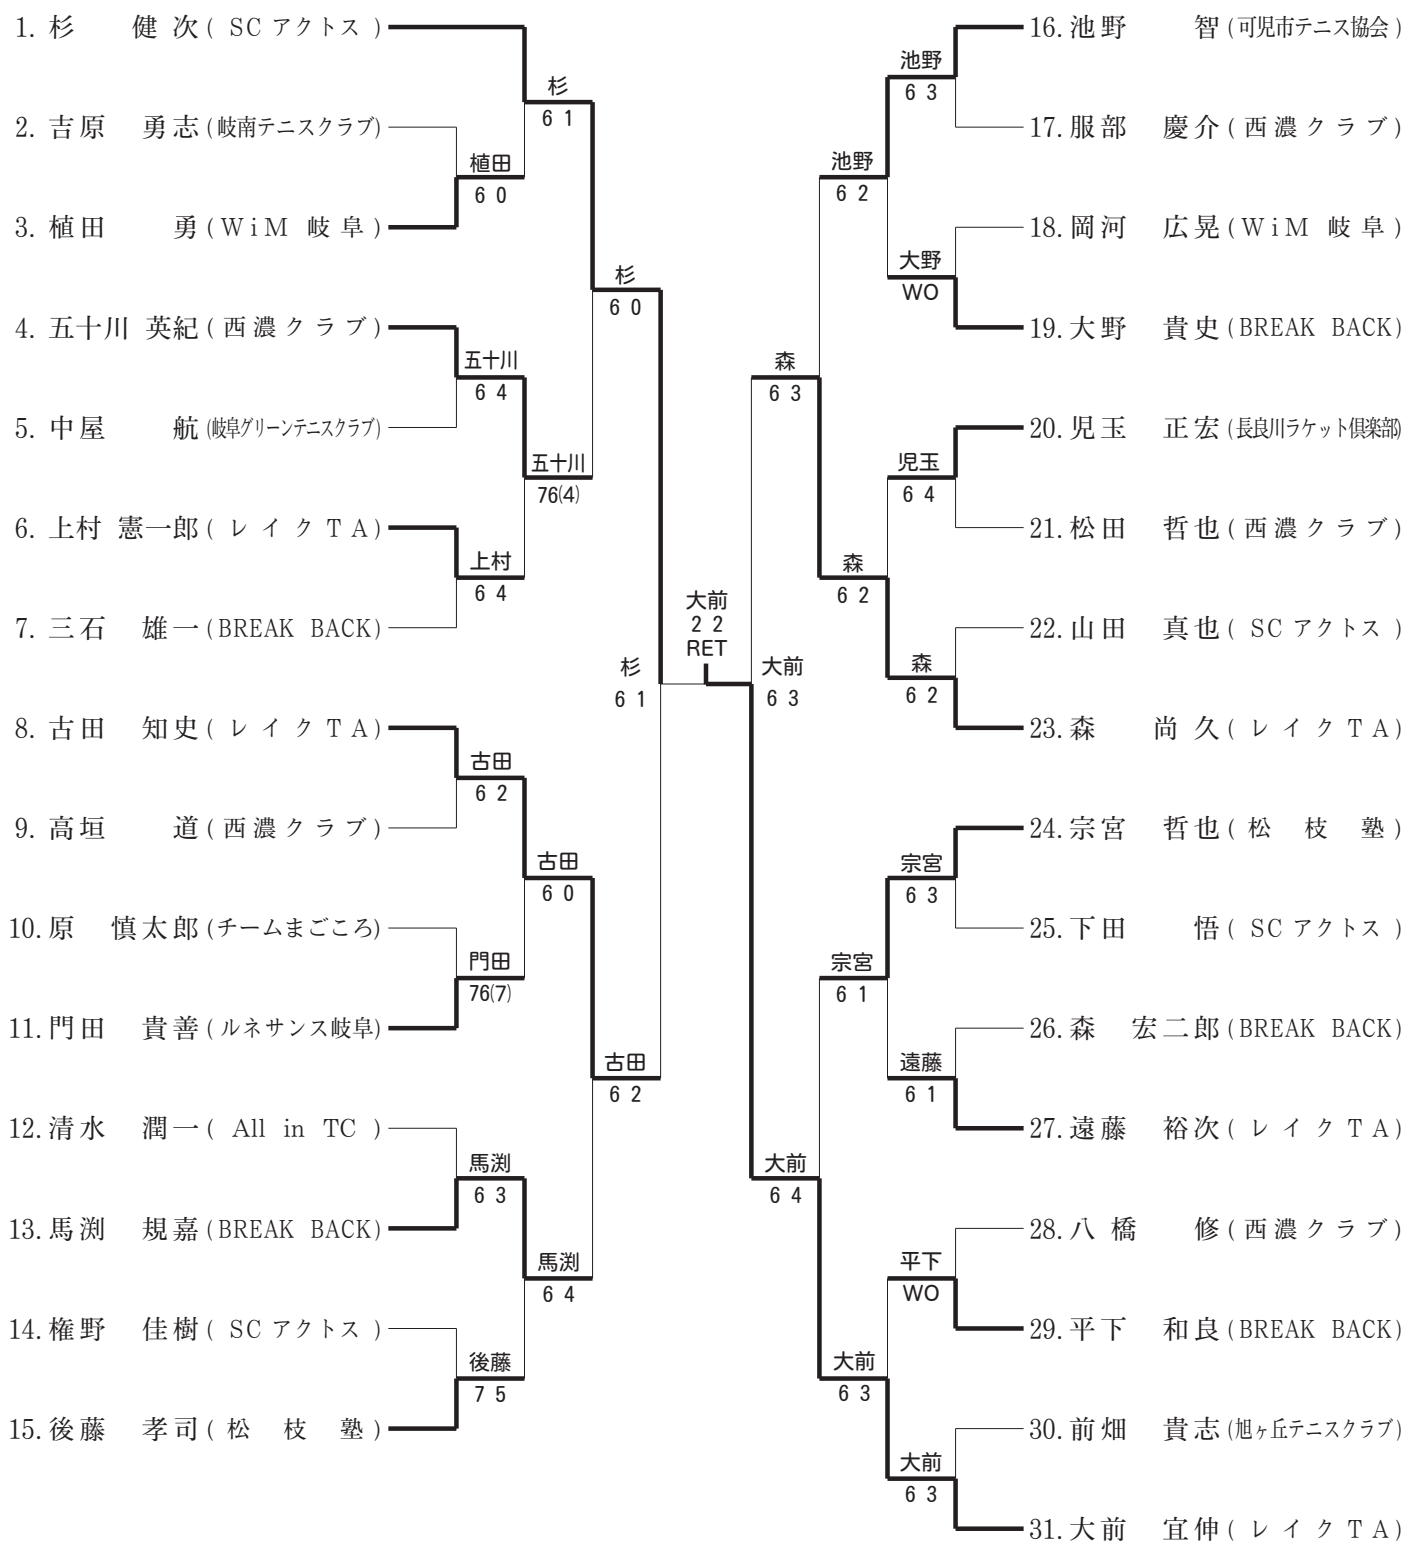 1. 杉 健次 ( SC アクトス )
2. 吉原 勇志 (岐南テニスクラブ)
3. 植田 勇 (WiM 岐阜)
4. 五十川 英紀 (西濃クラブ)
5. 中屋 航 (岐阜グリーンテニスクラブ)
6. 上村 憲一郎 (レイクTA)
7. 三石 雄一 (BREAK BACK)
8. 古田 知史 (レイクTA)
9. 高垣 道 (西濃クラブ)
10. 原 慎太郎 (チームまごころ)
11. 門田 貴善 (ルネサンス岐阜)
12. 清水 潤一 ( All in TC )
13. 馬渕 規嘉 (BREAK BACK)
14. 権野 佳樹 ( SC アクトス )
15. 後藤 孝司 (松枝塾)
植田
6 0
五十川
6 4
上村
6 4
古田
6 2
門田
76(7)
馬渕
6 3
後藤
7 5
杉
6 1
五十川
76(4)
古田
6 0
馬渕
6 4
杉
6 0
古田
6 2
杉
6 1
大前
2 2
RET
大前
6 3
森
6 3
大前
6 4
池野
6 2
森
6 2
宗宮
6 1
大前
6 3
池野
6 3
大野
WO
児玉
6 4
森
6 2
宗宮
6 3
遠藤
6 1
平下
WO
大前
6 3
16. 池野 智 (可児市テニス協会)
17. 服部 慶介 (西濃クラブ)
18. 岡河 広晃 (WiM 岐阜)
19. 大野 貴史 (BREAK BACK)
20. 児玉 正宏 (長良川ラケット倶楽部)
21. 松田 哲也 (西濃クラブ)
22. 山田 真也 ( SC アクトス )
23. 森 尚久 (レイクTA)
24. 宗宮 哲也 (松枝塾)
25. 下田 悟 ( SC アクトス )
26. 森 宏二郎 (BREAK BACK)
27. 遠藤 裕次 (レイクTA)
28. 八橋 修 (西濃クラブ)
29. 平下 和良 (BREAK BACK)
30. 前畑 貴志 (旭ヶ丘テニスクラブ)
31. 大前 宜伸 (レイクTA)